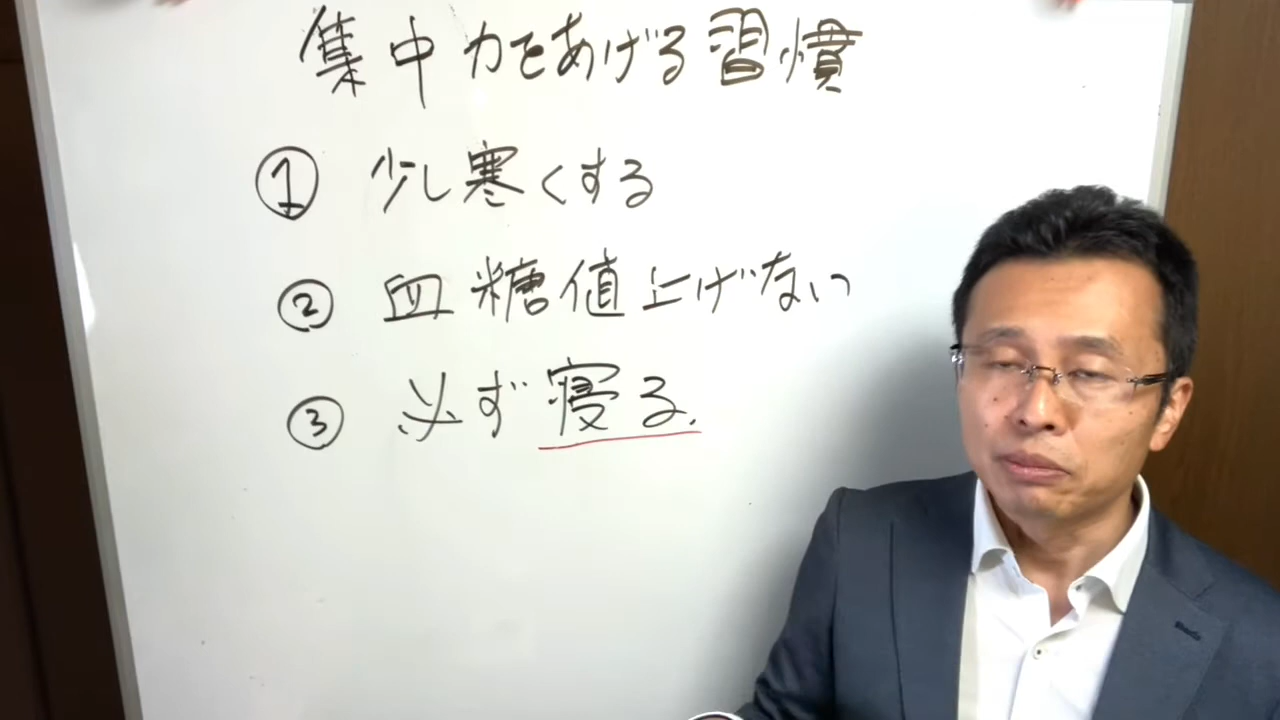 集中力をあげる習慣
① 少し寒くする
② 血糖値上げない
③ 必ず寝る.